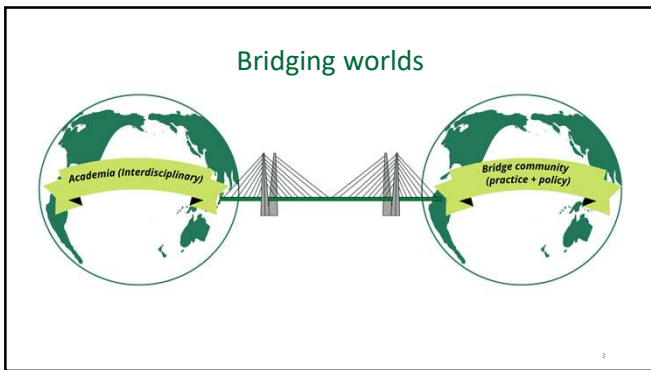 Bridging worlds
Academia (Interdisciplinary)
Bridge community
(practice + policy)
3